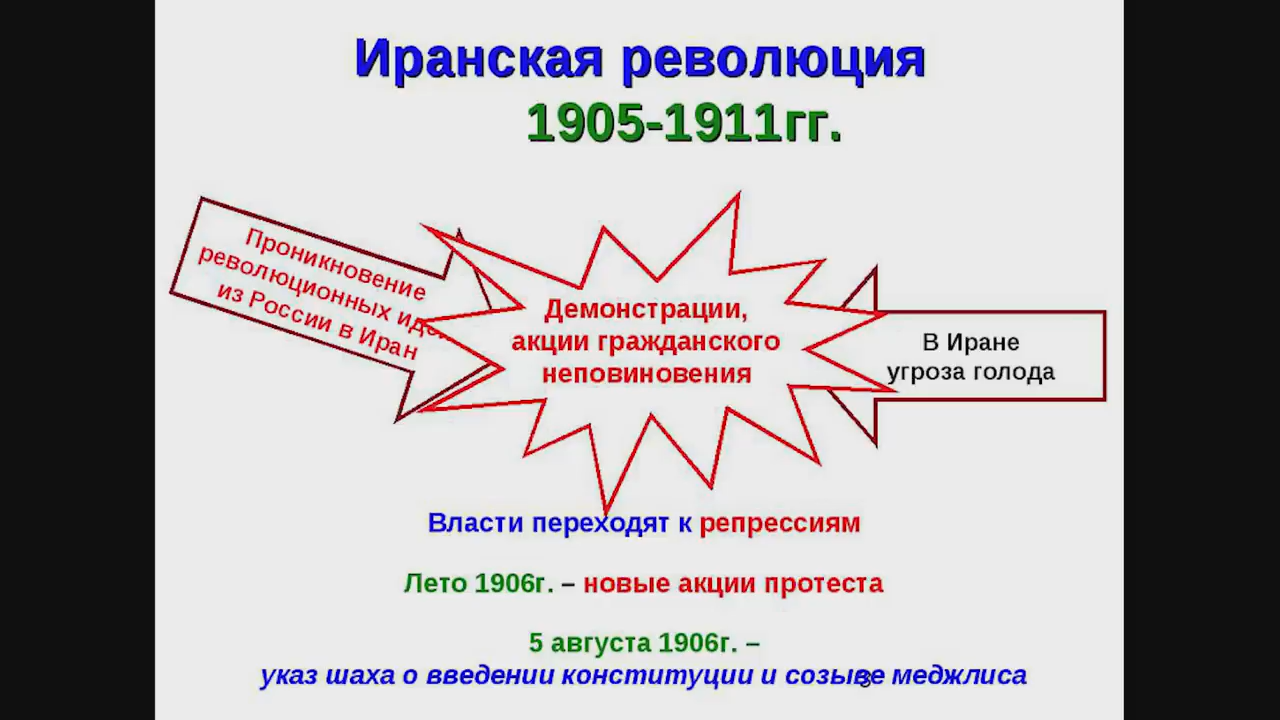 Иранская революция
1905-1911гг.
Проникновение
революционных
из России в Иран
Демонстрации,
акции гражданского
неповиновения
В Иране
угроза голода
Власти переходят к репрессиям
Лето 1906г. – новые акции протеста
5 августа 1906г. –
указ шаха о введении конституции и созыве меджлиса